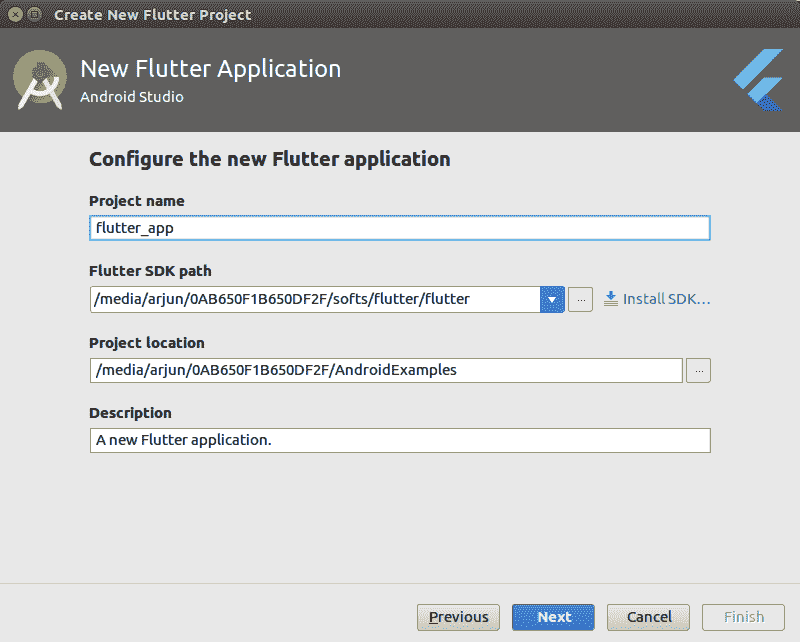 Create New Flutter Project
New Flutter Application
Android Studio
Configure the new Flutter application
Project name
flutter_app
Flutter SDK path
/media/arjun/0AB650F1B650DF2F/softs/flutter/flutter
... Install SDK...
Project location
/media/arjun/0AB650F1B650DF2F/AndroidExamples
...
Description
A new Flutter application.
Previous Next Cancel Finish